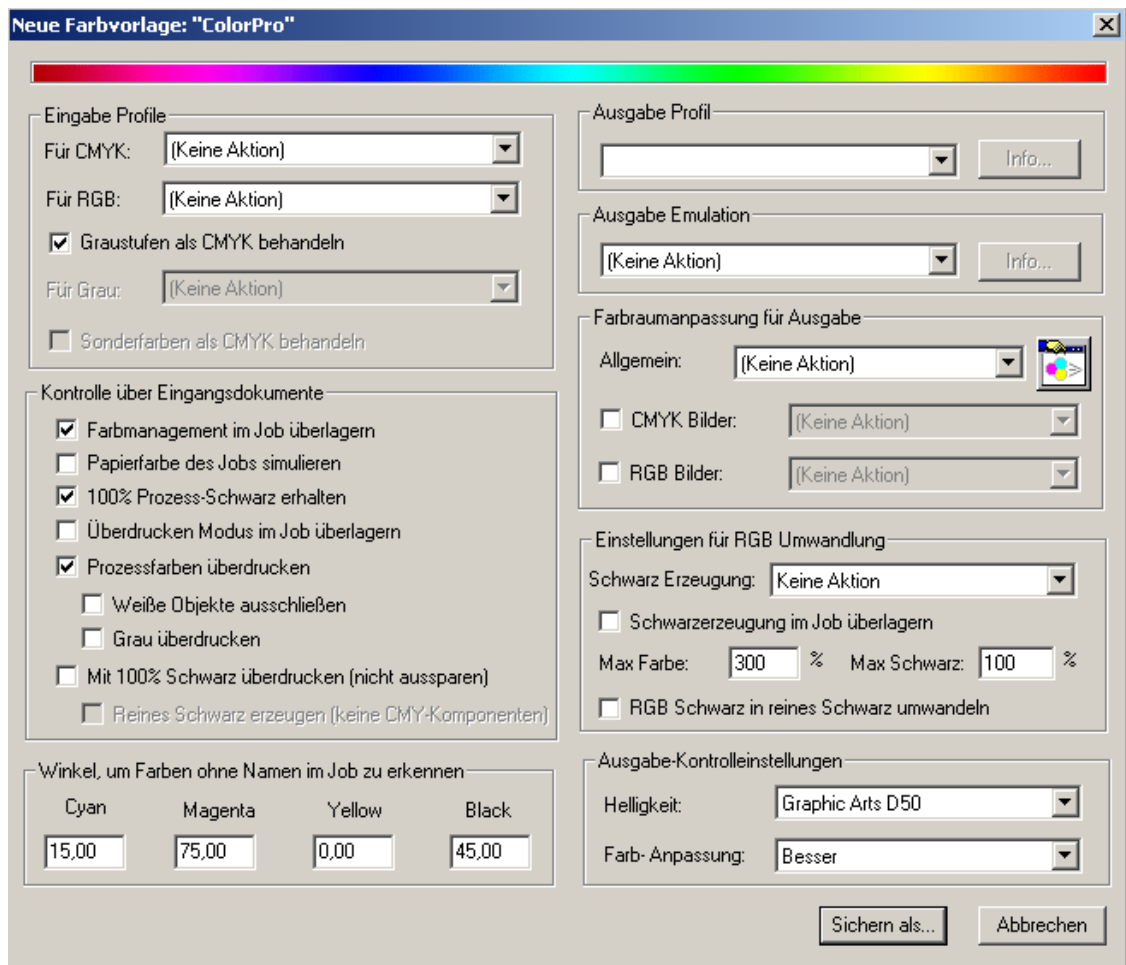 Neue Farbvorlage: "ColorPro"
Eingabe Profile
Für CMYK: (Keine Aktion)
Für RGB: (Keine Aktion)
Graustufen als CMYK behandeln
Für Grau: (Keine Aktion)
Sonderfarben als CMYK behandeln
Kontrolle über Eingangsdokumente
Farbmanagement im Job überlagern
Papierfarbe des Jobs simulieren
100% Prozess-Schwarz erhalten
Überdrucken Modus im Job überlagern
Prozessfarben überdrucken
Weiße Objekte ausschließen
Grau überdrucken
Mit 100% Schwarz überdrucken (nicht aussparen)
Reines Schwarz erzeugen (keine CMY-Komponenten)
Winkel, um Farben ohne Namen im Job zu erkennen
Cyan Magenta Yellow Black
15,00 75,00 0,00 45,00
Ausgabe Profil
Info...
Ausgabe Emulation
(Keine Aktion) Info...
Farbraumanpassung für Ausgabe
Allgemein: (Keine Aktion)
CMYK Bilder: (Keine Aktion)
RGB Bilder: (Keine Aktion)
Einstellungen für RGB Umwandlung
Schwarz Erzeugung: Keine Aktion
Schwarzerzeugung im Job überlagern
Max Farbe: 300 % Max Schwarz: 100 %
RGB Schwarz in reines Schwarz umwandeln
Ausgabe-Kontrolleinstellungen
Helligkeit: Graphic Arts D50
Farb- Anpassung: Besser
Sichern als... Abbrechen